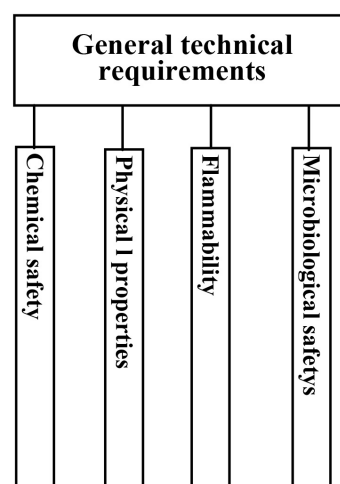 General technical
requirements
Chemical safety
Physical l properties
Flammability
Microbiological safetys